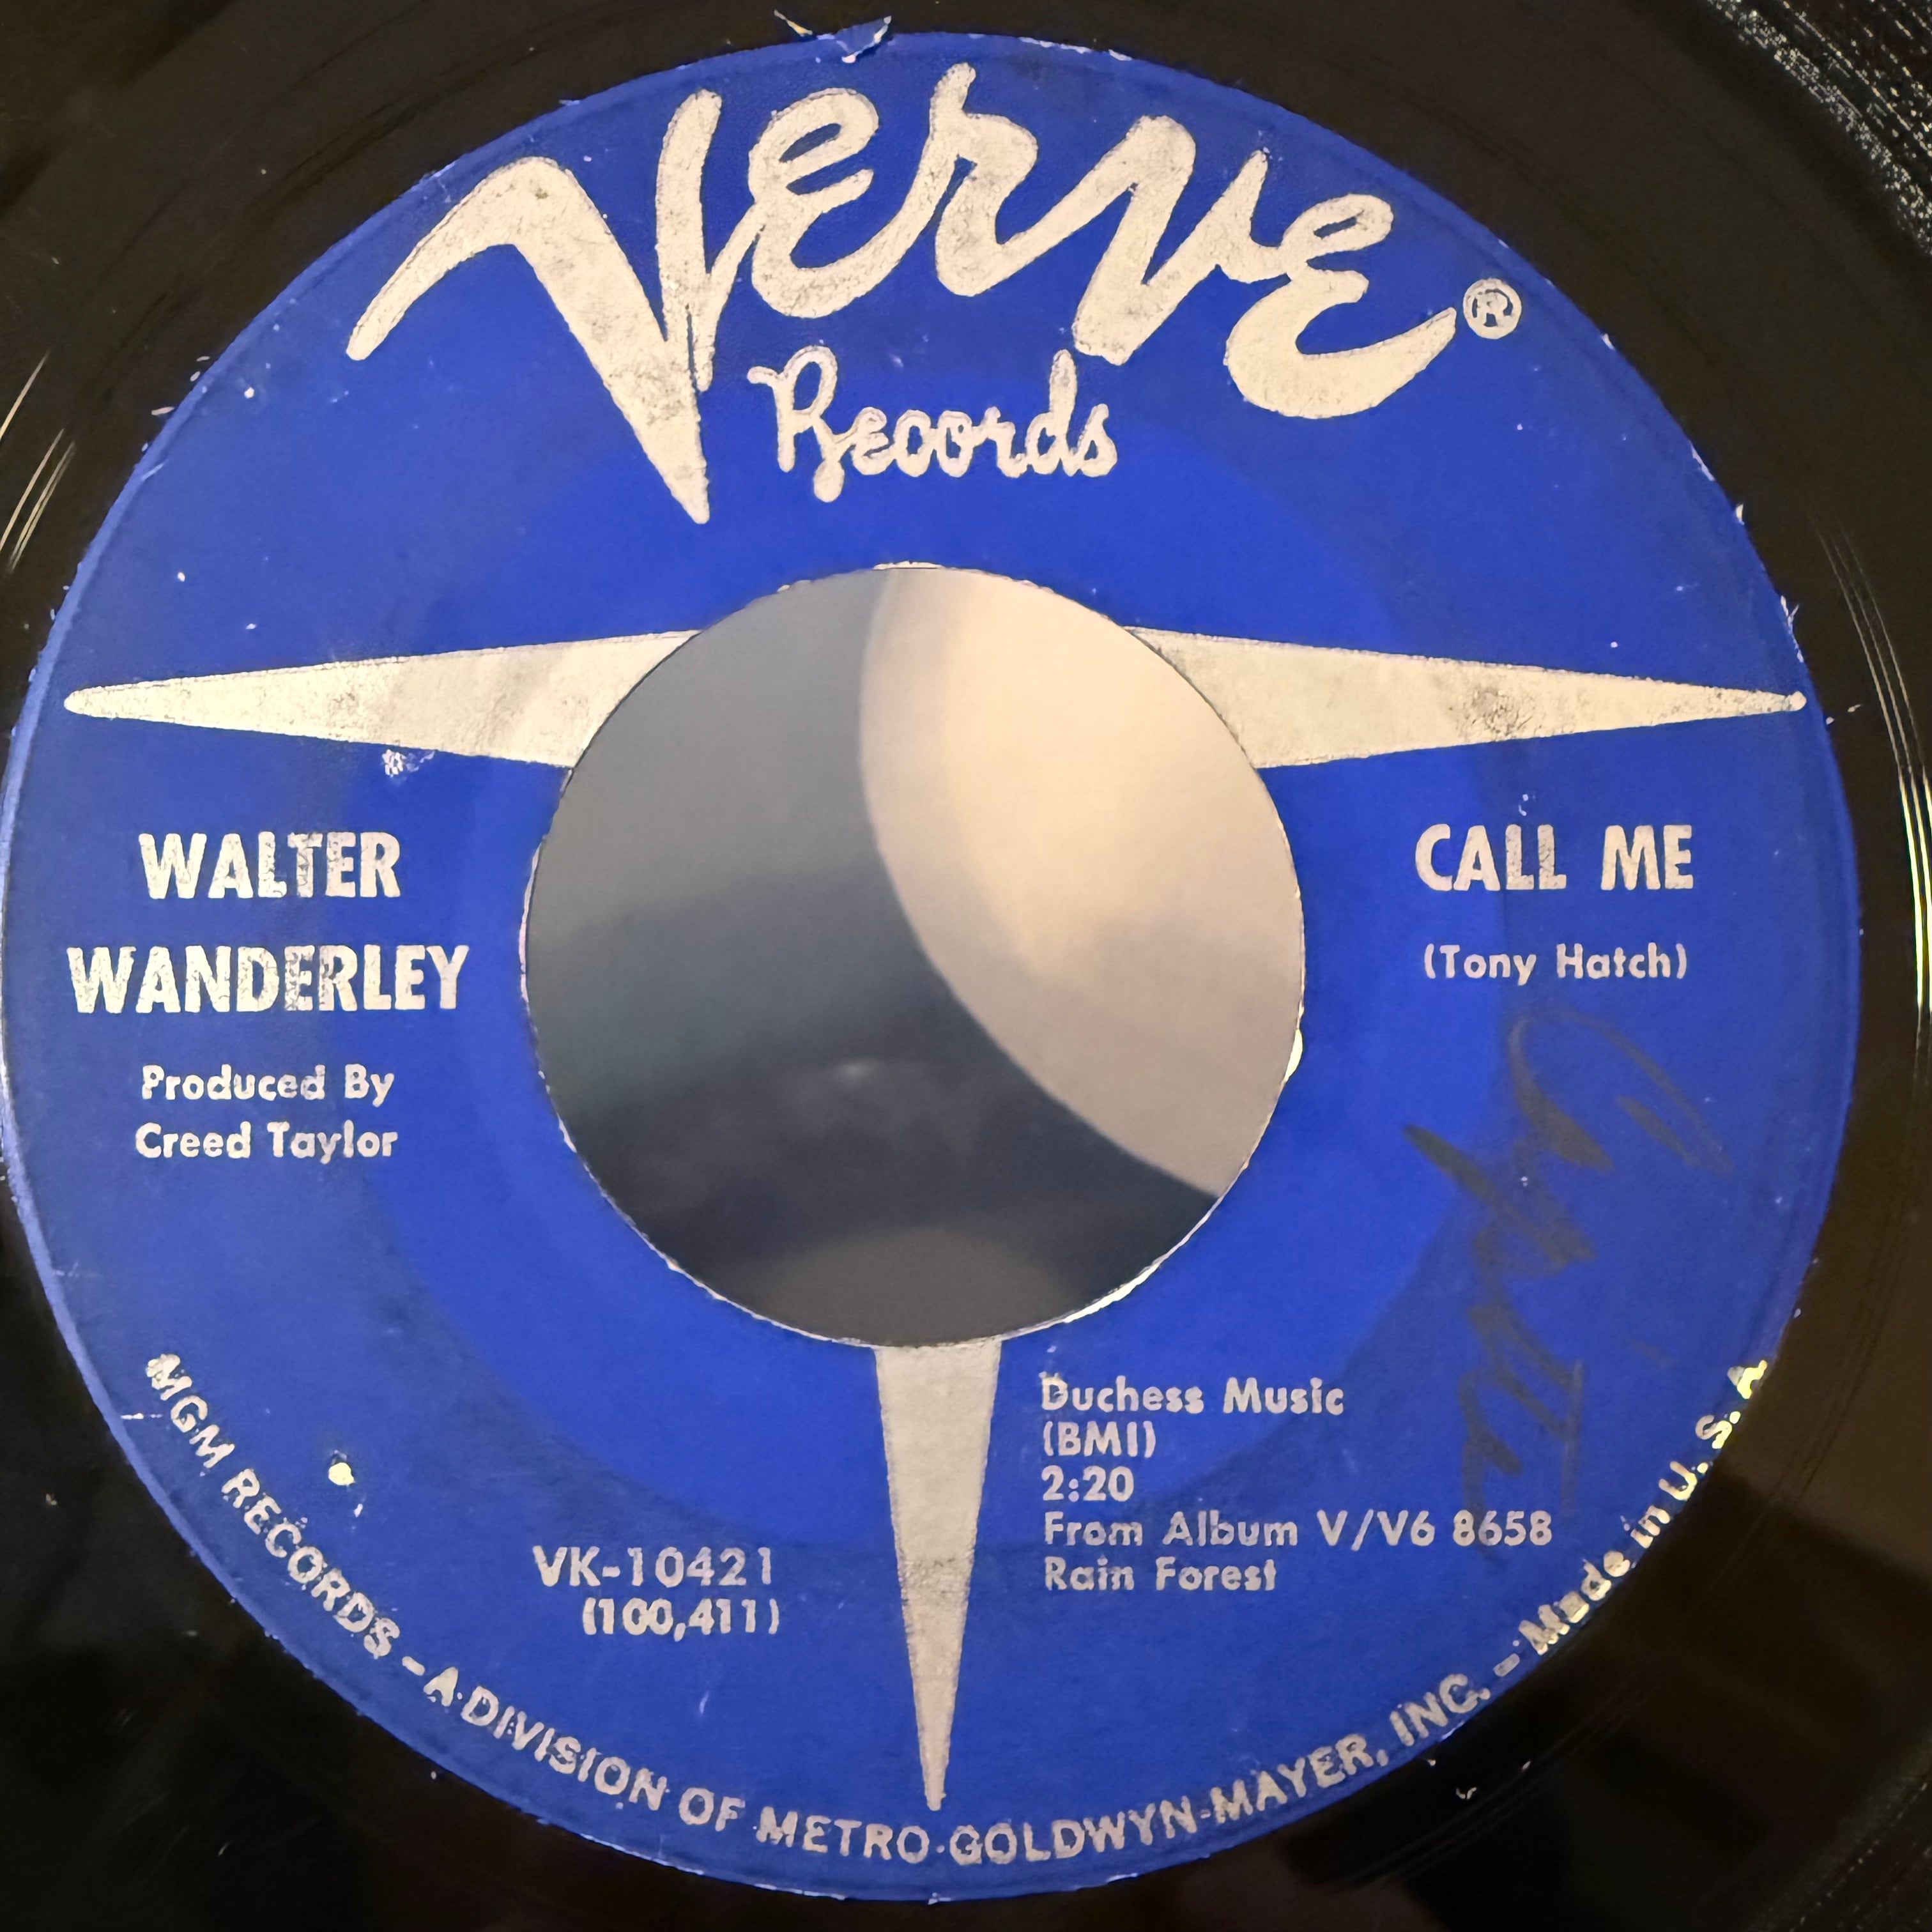 Verve®
Records
WALTER
WANDERLEY
Produced By
Creed Taylor
CALL ME
(Tony Hatch)
VK-10421
(100,411)
Duchess Music
(BMI)
2:20
From Album V/V6 8658
Rain Forest
MGM RECORDS - A DIVISION OF METRO-GOLDWYN-MAYER, INC. - Made in U. S. A